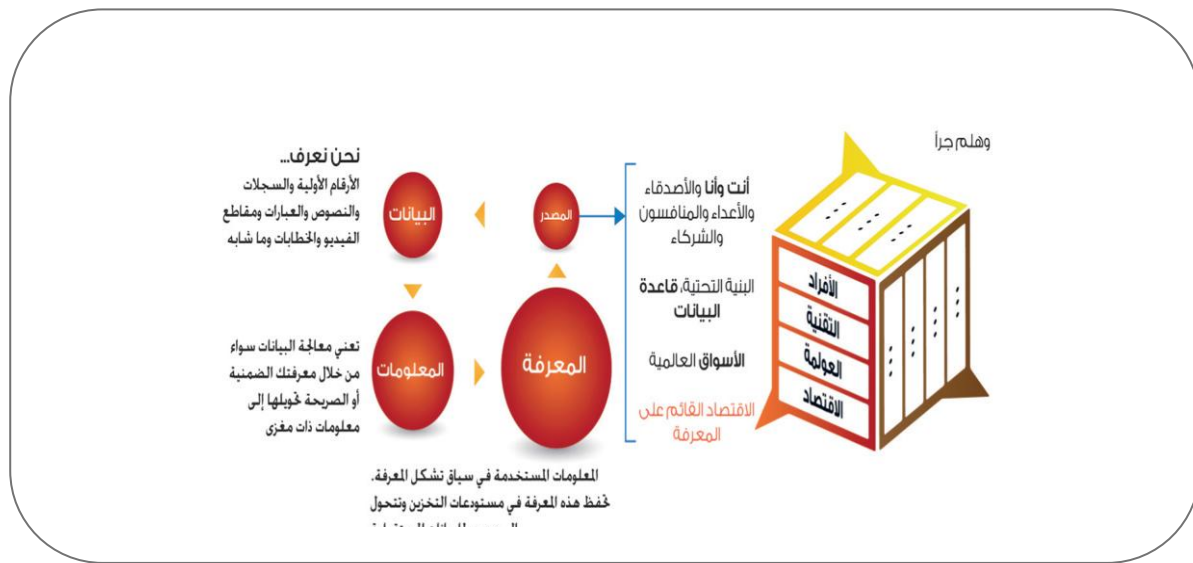 وهلم جراً
الأفراد
التقنية
العولمة
الاقتصاد
أنت وأنا والأصدقاء
والأعداء والمنافسون
والشركاء
البنية التحتية، قاعدة
البيانات
الأسواق العالمية
الاقتصاد القائم على
المعرفة
المصدر
البيانات
نحن نعرف...
الأرقام الأولية والسجلات
والنصوص والعبارات ومقاطع
الفيديو والخطابات وما شابه
المعلومات
تعني معالجة البيانات سواء
من خلال معرفتك الضمنية
أو الصريحة تحويلها إلى
معلومات ذات مغزى
المعرفة
المعلومات المستخدمة في سياق تشكل المعرفة.
تحفظ هذه المعرفة في مستودعات التخزين وتتحول